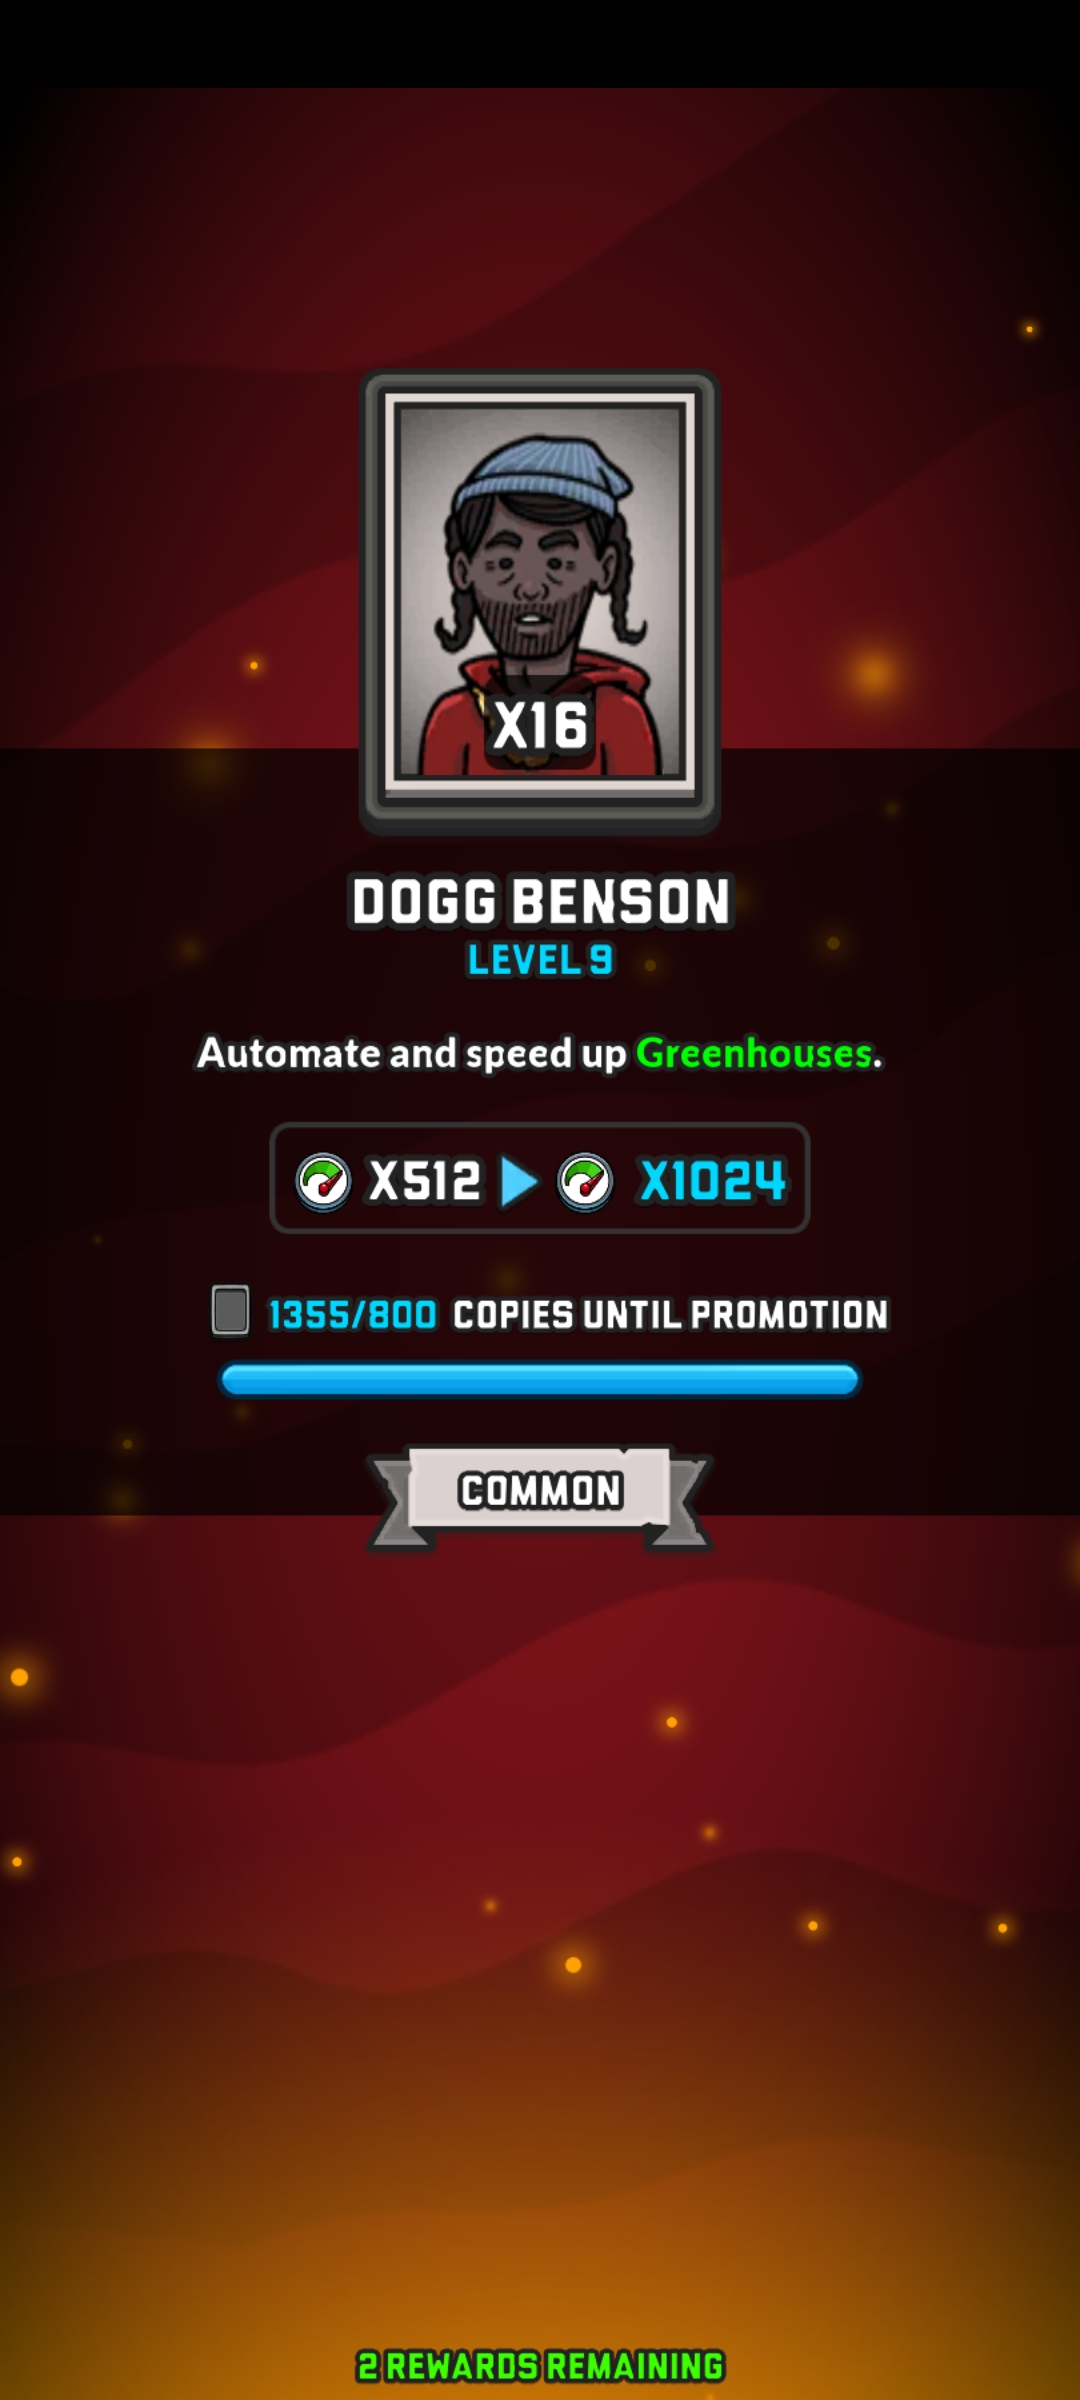 X16
DOGG BENSON
LEVEL 9
Automate and speed up Greenhouses.
X512 X1024
1355/800 COPIES UNTIL PROMOTION
COMMON
2 REWARDS REMAINING